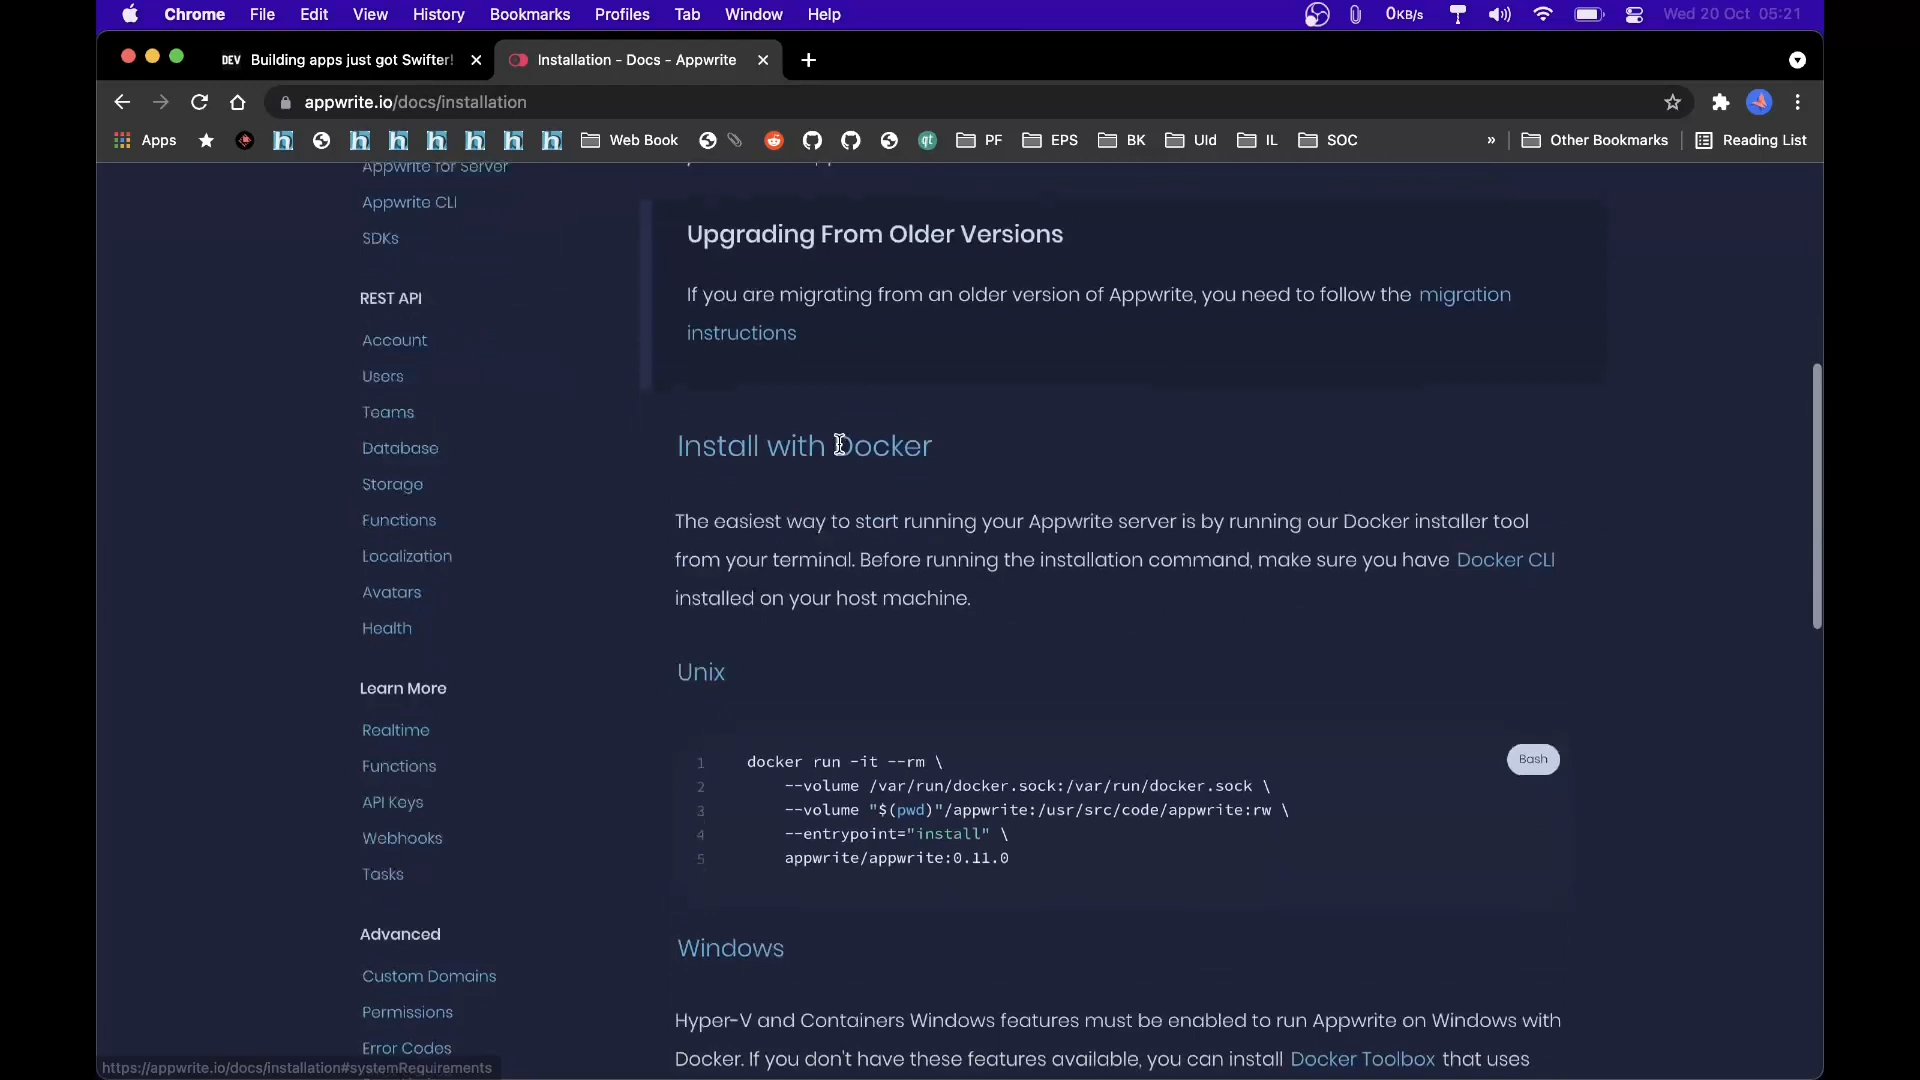 Chrome File Edit View History Bookmarks Profiles Tab Window Help 0KB/s Wed 20 Oct 05:21
DEV Building apps just got Swifter! Installation - Docs - Appwrite
appwrite.io/docs/installation
Apps Web Book qt PF EPS BK UId IL SOC » Other Bookmarks Reading List
Appwrite for Server
Appwrite CLI
SDKs
REST API
Account
Users
Teams
Database
Storage
Functions
Localization
Avatars
Health
Learn More
Realtime
Functions
API Keys
Webhooks
Tasks
Advanced
Custom Domains
Permissions
Error Codes
Upgrading From Older Versions
If you are migrating from an older version of Appwrite, you need to follow the migration
instructions
Install with Docker
The easiest way to start running your Appwrite server is by running our Docker installer tool
from your terminal. Before running the installation command, make sure you have Docker CLI
installed on your host machine.
Unix
Bash
1 docker run -it --rm \
2 --volume /var/run/docker.sock:/var/run/docker.sock \
3 --volume "$(pwd)"/appwrite:/usr/src/code/appwrite:rw \
4 --entrypoint="install" \
5 appwrite/appwrite:0.11.0
Windows
Hyper-V and Containers Windows features must be enabled to run Appwrite on Windows with
Docker. If you don't have these features available, you can install Docker Toolbox that uses
https://appwrite.io/docs/installation#systemRequirements